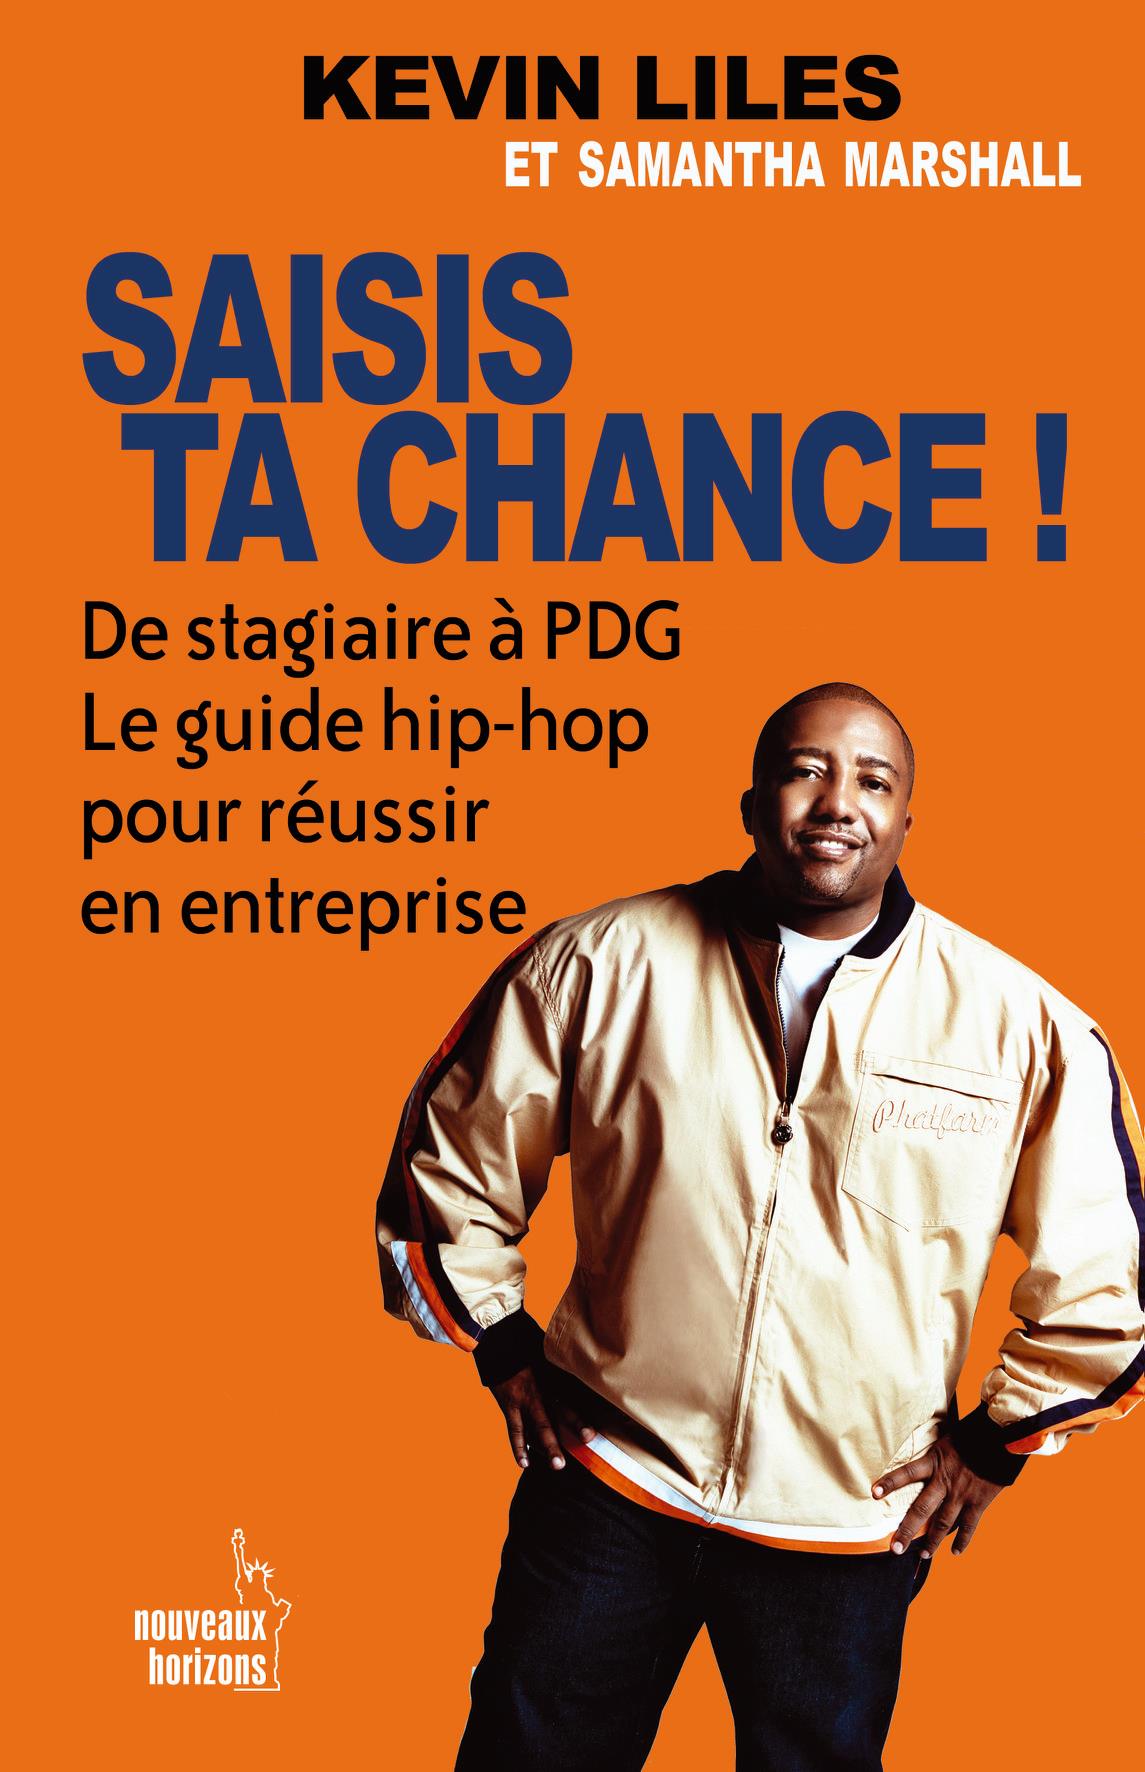 KEVIN LILES
ET SAMANTHA MARSHALL
SAISIS
TA CHANCE !
De stagiaire à PDG
Le guide hip-hop
pour réussir
en entreprise
Phatfarm
nouveaux
horizons